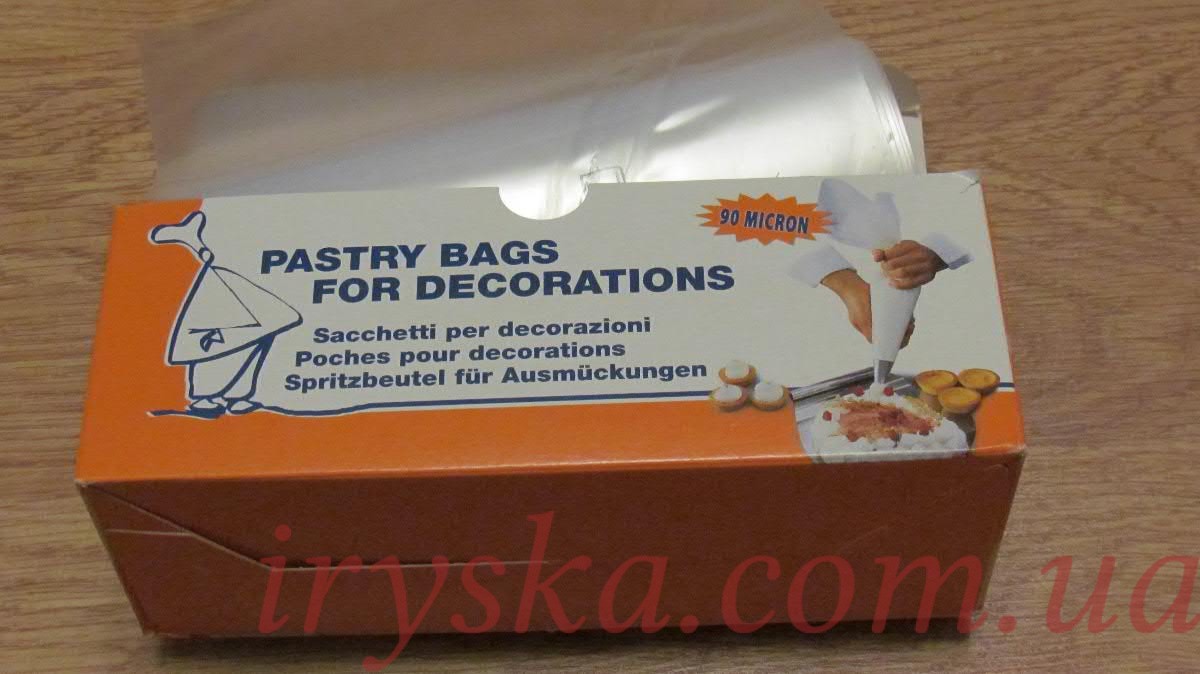 90 MICRON
PASTRY BAGS
FOR DECORATIONS
Sacchetti per decorazioni
Poches pour decorations
Spritzbeutel für Ausmückungen
iryska.com.ua